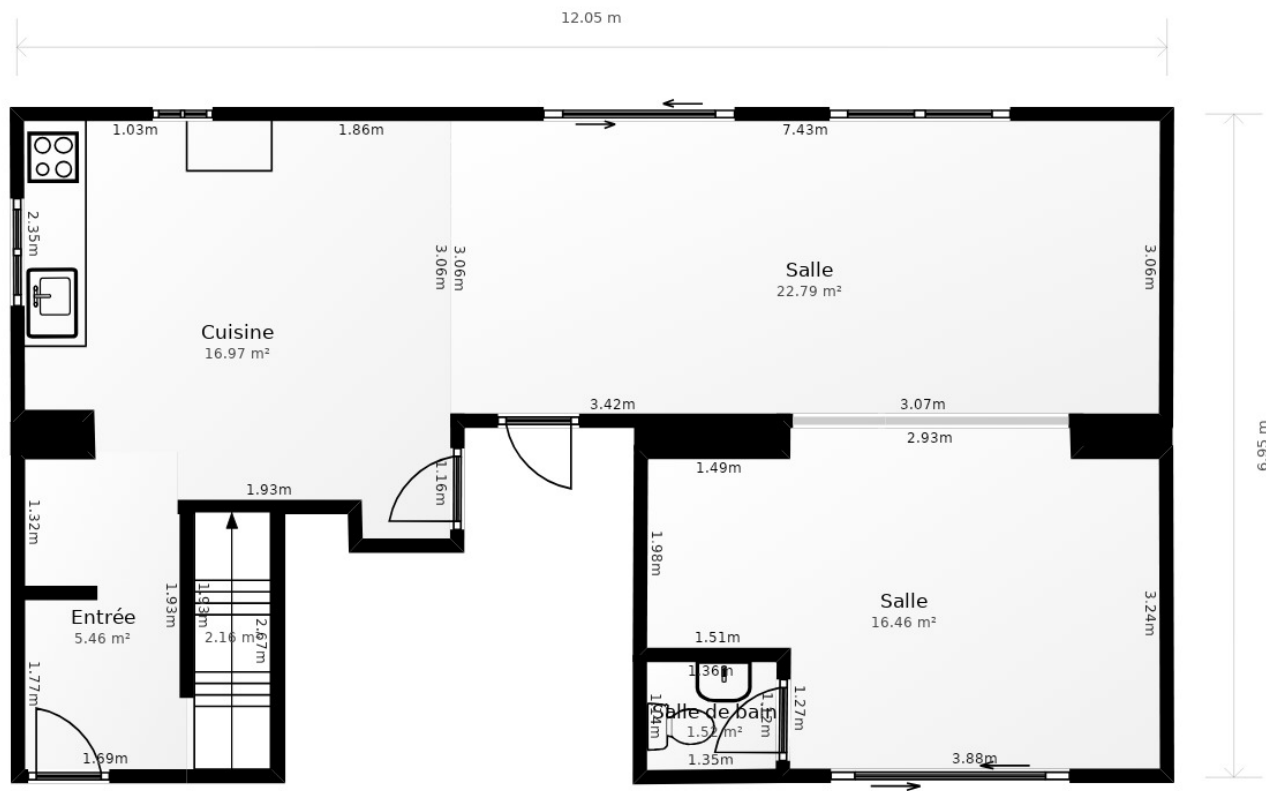 12.05 m
1.03m
1.86m
7.43m
2.35m
3.06m
3.06m
3.06m
Salle
22.79 m²
Cuisine
16.97 m²
3.42m
3.07m
2.93m
1.16m
1.49m
6.95 m
1.93m
1.32m
1.98m
1.93m
1.93m
Entrée
5.46 m²
2.16 m²
2.67m
Salle
16.46 m²
3.24m
1.51m
1.36m
1.77m
Salle de bain
1.52 m²
1.27m
1.35m
1.69m
3.88m